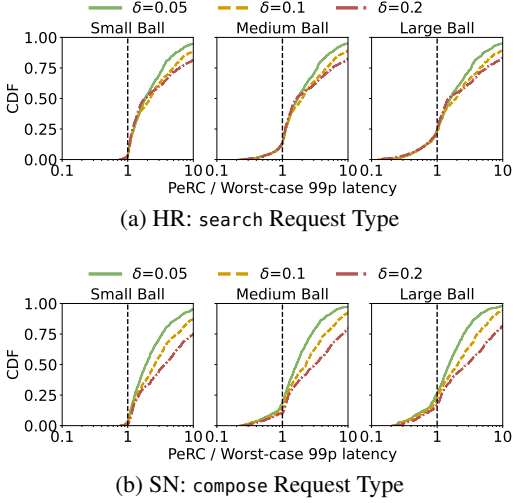 δ=0.05 δ=0.1 δ=0.2
Small Ball Medium Ball Large Ball
1.00
0.75
0.50
0.25
0.00
CDF
0.1 1 10 0.1 1 10 0.1 1 10
PeRC / Worst-case 99p latency
(a) HR: search Request Type
δ=0.05 δ=0.1 δ=0.2
Small Ball Medium Ball Large Ball
1.00
0.75
0.50
0.25
0.00
CDF
0.1 1 10 0.1 1 10 0.1 1 10
PeRC / Worst-case 99p latency
(b) SN: compose Request Type